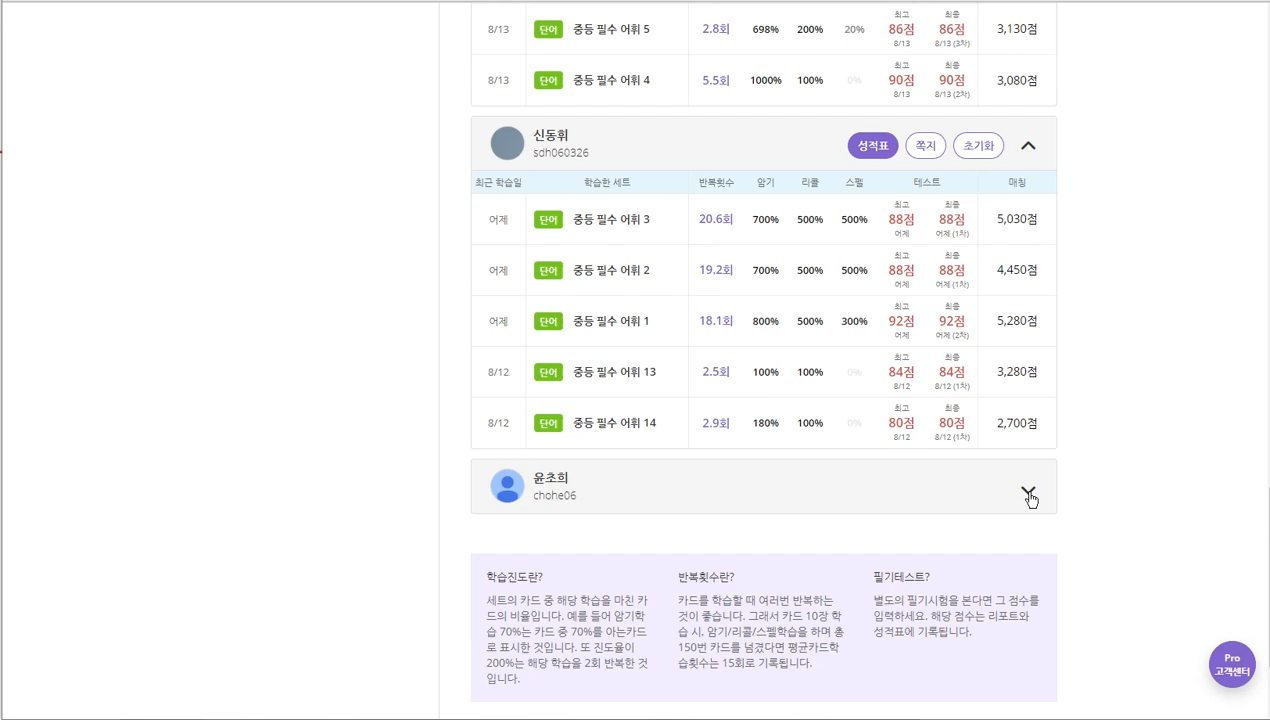 최고 최종
8/13 단어 중등 필수 어휘 5 2.8회 698% 200% 20% 86점 86점 3,130점
8/13 8/13 (3차)
최고 최종
8/13 단어 중등 필수 어휘 4 5.5회 1000% 100% 0% 90점 90점 3,080점
8/13 8/13 (2차)
신동휘
sdh060326
성적표 쪽지 초기화
최근 학습일 학습한 세트 반복횟수 암기 리콜 스펠 테스트 매칭
최고 최종
어제 단어 중등 필수 어휘 3 20.6회 700% 500% 500% 88점 88점 5,030점
어제 어제 (1차)
최고 최종
어제 단어 중등 필수 어휘 2 19.2회 700% 500% 500% 88점 88점 4,450점
어제 어제 (1차)
최고 최종
어제 단어 중등 필수 어휘 1 18.1회 800% 500% 300% 92점 92점 5,280점
어제 어제 (2차)
최고 최종
8/12 단어 중등 필수 어휘 13 2.5회 100% 100% 0% 84점 84점 3,280점
8/12 8/12 (1차)
최고 최종
8/12 단어 중등 필수 어휘 14 2.9회 180% 100% 0% 80점 80점 2,700점
8/12 8/12 (1차)
윤초희
chohe06
학습진도란?
세트의 카드 중 해당 학습을 마친 카
드의 비율입니다. 예를 들어 암기학
습 70%는 카드 중 70%를 아는카드
로 표시한 것입니다. 또 진도율이
200%는 해당 학습을 2회 반복한 것
입니다.
반복횟수란?
카드를 학습할 때 여러번 반복하는
것이 좋습니다. 그래서 카드 10장 학
습 시, 암기/리콜/스펠학습을 하며 총
150번 카드를 넘겼다면 평균카드학
습횟수는 15회로 기록됩니다.
필기테스트?
별도의 필기시험을 본다면 그 점수를
입력하세요. 해당 점수는 리포트와
성적표에 기록됩니다.
Pro
고객센터